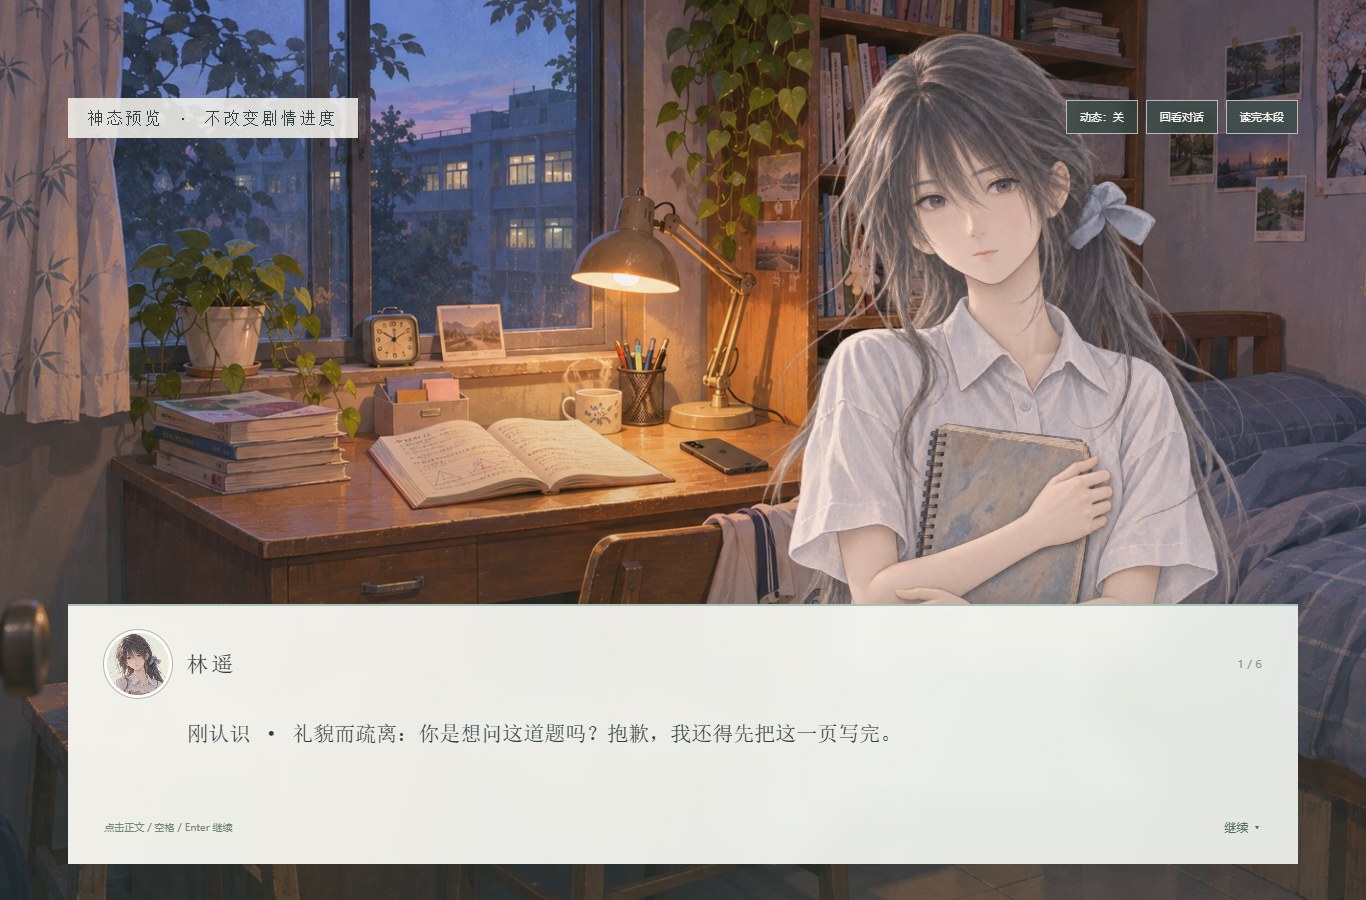 神态预览 · 不改变剧情进度
动态：关
回看对话
读完本段
林遥
1 / 6
刚认识 • 礼貌而疏离：你是想问这道题吗？抱歉，我还得先把这一页写完。
点击正文 / 空格 / Enter 继续
继续 ▾